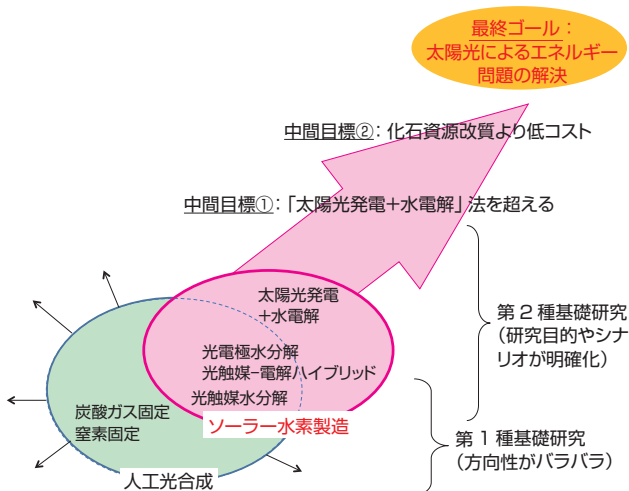 最終ゴール：
太陽光によるエネルギー
問題の解決
中間目標②：化石資源改質より低コスト
中間目標①：「太陽光発電＋水電解」法を超える
太陽光発電
＋水電解
光電極水分解
光触媒−電解ハイブリッド
光触媒水分解
ソーラー水素製造
炭酸ガス固定
窒素固定
人工光合成
第２種基礎研究
（研究目的やシナ
リオが明確化）
第１種基礎研究
（方向性がバラバラ）